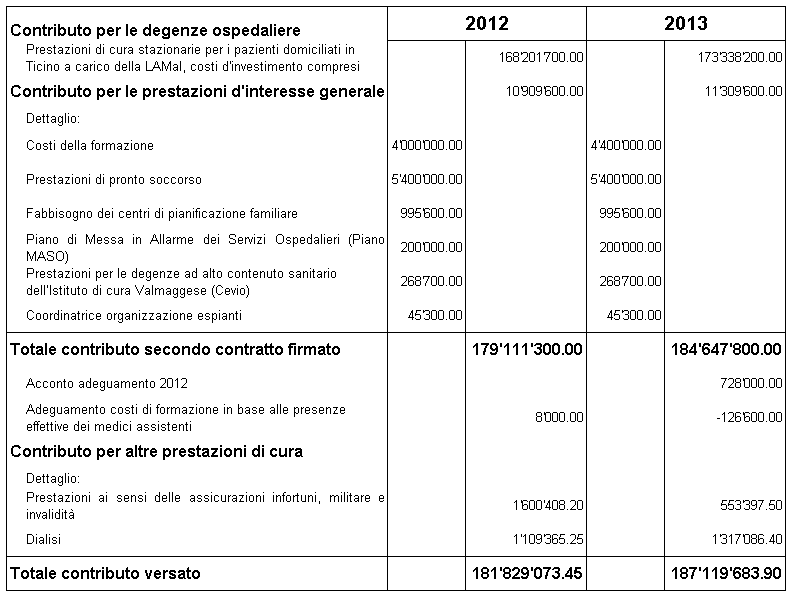 2012 2013
Contributo per le degenze ospedaliere
Prestazioni di cura stazionarie per i pazienti domiciliati in
Ticino a carico della LAMal, costi d'investimento compresi 168'201'700.00 173'338'200.00
Contributo per le prestazioni d'interesse generale 10'909'600.00 11'309'600.00
Dettaglio:
Costi della formazione 4'000'000.00 4'400'000.00
Prestazioni di pronto soccorso 5'400'000.00 5'400'000.00
Fabbisogno dei centri di pianificazione familiare 995'600.00 995'600.00
Piano di Messa in Allarme dei Servizi Ospedalieri (Piano
MASO) 200'000.00 200'000.00
Prestazioni per le degenze ad alto contenuto sanitario
dell'Istituto di cura Valmaggese (Cevio) 268'700.00 268'700.00
Coordinatrice organizzazione espianti 45'300.00 45'300.00
Totale contributo secondo contratto firmato 179'111'300.00 184'647'800.00
Acconto adeguamento 2012 728'000.00
Adeguamento costi di formazione in base alle presenze
effettive dei medici assistenti 8'000.00 -126'600.00
Contributo per altre prestazioni di cura
Dettaglio:
Prestazioni ai sensi delle assicurazioni infortuni, militare e
invalidità 1'600'408.20 553'397.50
Dialisi 1'109'365.25 1'317'086.40
Totale contributo versato 181'829'073.45 187'119'683.90